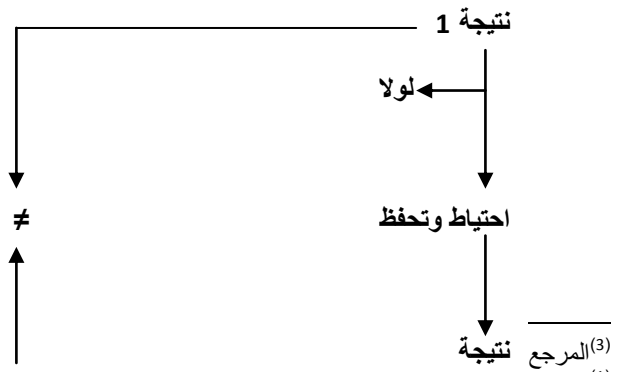 نتيجة 1
لولا
≠
احتياط وتحفظ
نتيجة
(3)المرجع